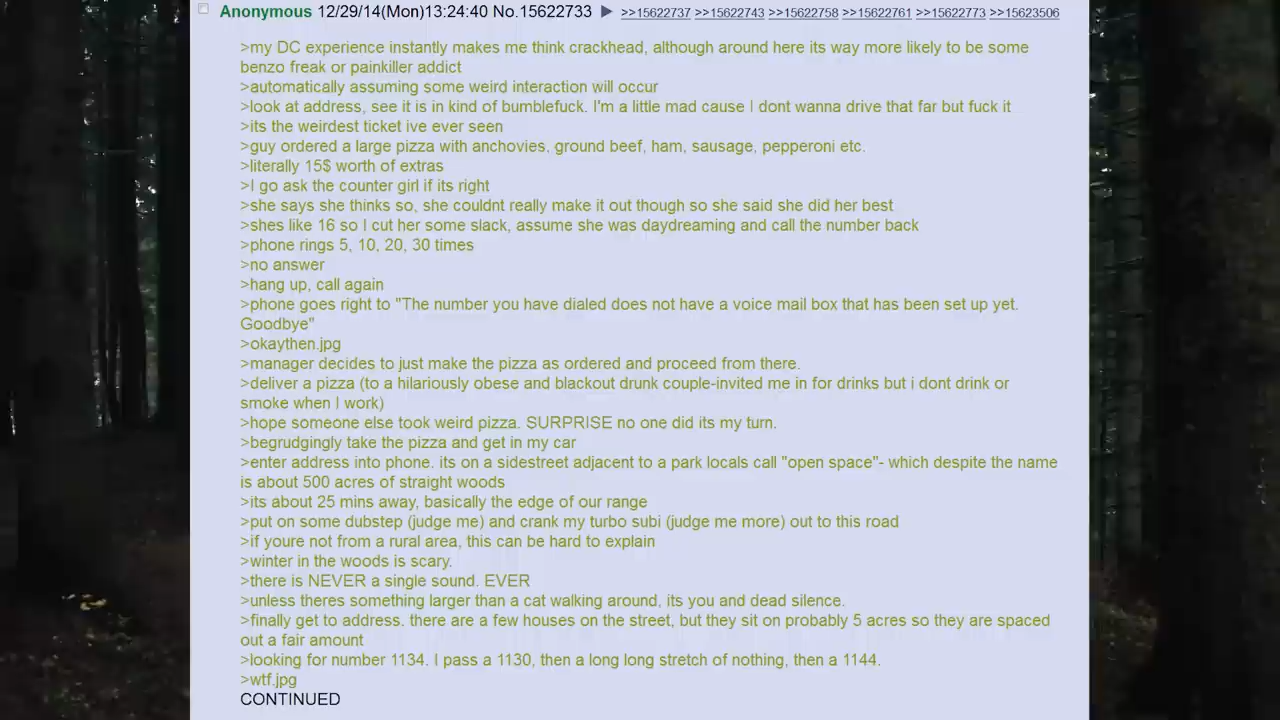 Anonymous 12/29/14(Mon)13:24:40 No.15622733 ▶ >>15622737 >>15622743 >>15622758 >>15622761 >>15622773 >>15623506
>my DC experience instantly makes me think crackhead, although around here its way more likely to be some
benzo freak or painkiller addict
>automatically assuming some weird interaction will occur
>look at address, see it is in kind of bumblefuck. I'm a little mad cause I dont wanna drive that far but fuck it
>its the weirdest ticket ive ever seen
>guy ordered a large pizza with anchovies, ground beef, ham, sausage, pepperoni etc.
>literally 15$ worth of extras
>I go ask the counter girl if its right
>she says she thinks so, she couldnt really make it out though so she said she did her best
>shes like 16 so I cut her some slack, assume she was daydreaming and call the number back
>phone rings 5, 10, 20, 30 times
>no answer
>hang up, call again
>phone goes right to "The number you have dialed does not have a voice mail box that has been set up yet.
Goodbye"
>okaythen.jpg
>manager decides to just make the pizza as ordered and proceed from there.
>deliver a pizza (to a hilariously obese and blackout drunk couple-invited me in for drinks but i dont drink or
smoke when I work)
>hope someone else took weird pizza. SURPRISE no one did its my turn.
>begrudgingly take the pizza and get in my car
>enter address into phone. its on a sidestreet adjacent to a park locals call "open space"- which despite the name
is about 500 acres of straight woods
>its about 25 mins away, basically the edge of our range
>put on some dubstep (judge me) and crank my turbo subi (judge me more) out to this road
>if youre not from a rural area, this can be hard to explain
>winter in the woods is scary.
>there is NEVER a single sound. EVER
>unless theres something larger than a cat walking around, its you and dead silence.
>finally get to address. there are a few houses on the street, but they sit on probably 5 acres so they are spaced
out a fair amount
>looking for number 1134. I pass a 1130, then a long long stretch of nothing, then a 1144.
>wtf.jpg
CONTINUED